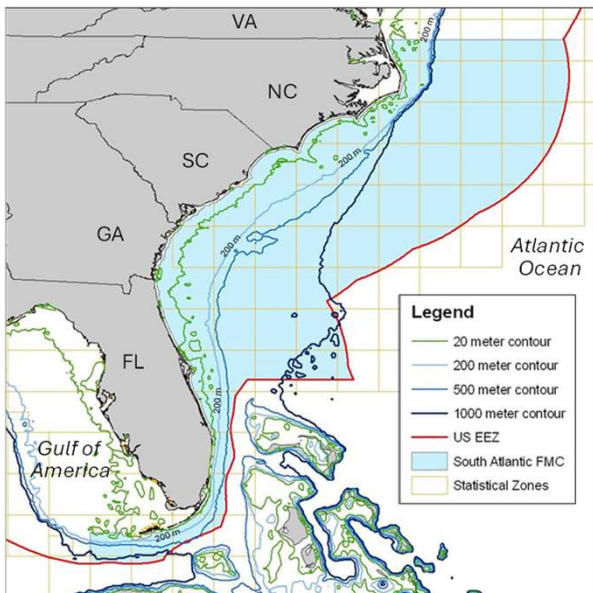 VA
200 m
NC
200 m
SC
200 m
GA
Atlantic
Ocean
Legend
20 meter contour
200 meter contour
500 meter contour
1000 meter contour
US EEZ
South Atlantic FMC
Statistical Zones
FL
200 m
Gulf of
America
200 m